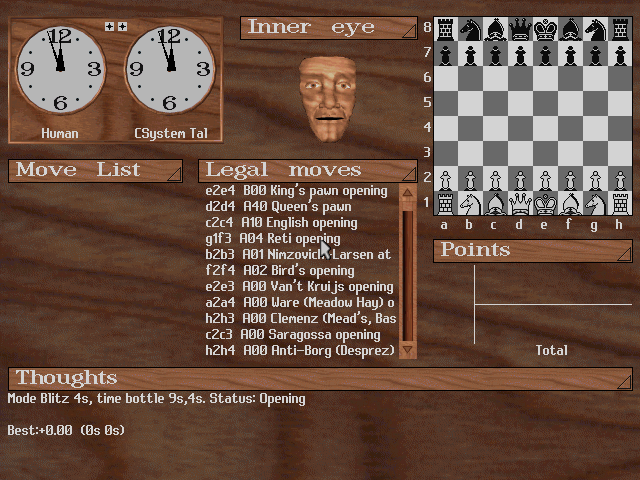 Inner eye
12
9 3
6
12
9 3
6
Human
CSystem Tal
8
7
6
5
4
3
2
1
a b c d e f g h
Move List
Legal moves
e2e4 B00 King's pawn opening
d2d4 A40 Queen's pawn
c2c4 A10 English opening
g1f3 A04 Reti opening
b2b3 A01 Nimzovich-Larsen at
f2f4 A02 Bird's opening
e2e3 A00 Van't Kruijs opening
a2a4 A00 Ware (Meadow Hay) o
h2h3 A00 Clemenz (Mead's, Bas
c2c3 A00 Saragossa opening
h2h4 A00 Anti-Borg (Desprez)
Points
Total
Thoughts
Mode Blitz 4s, time bottle 9s,4s. Status: Opening
Best:+0.00 (0s 0s)